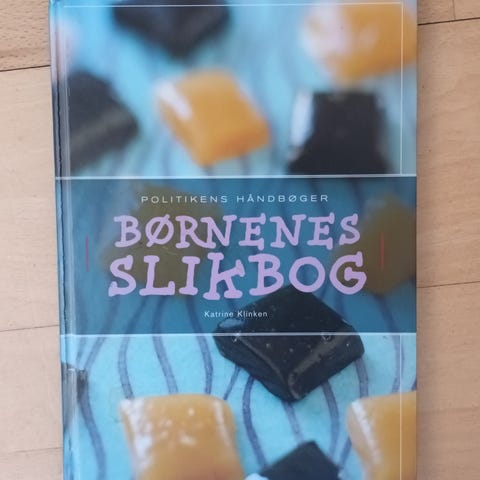 POLITIKENS HÅNDBØGER
BØRNENES
SLIKBOG
Katrine Klinken